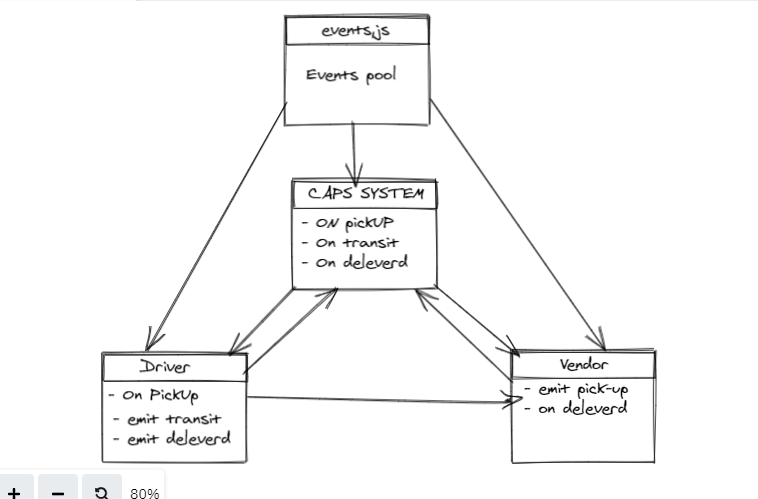 events.js
Events pool
CAPS SYSTEM
- ON pickUP
- on transit
- on deleverd
Driver
- on PickUp
- emit transit
- emit deleverd
Vendor
- emit pick-up
- on deleverd
80%